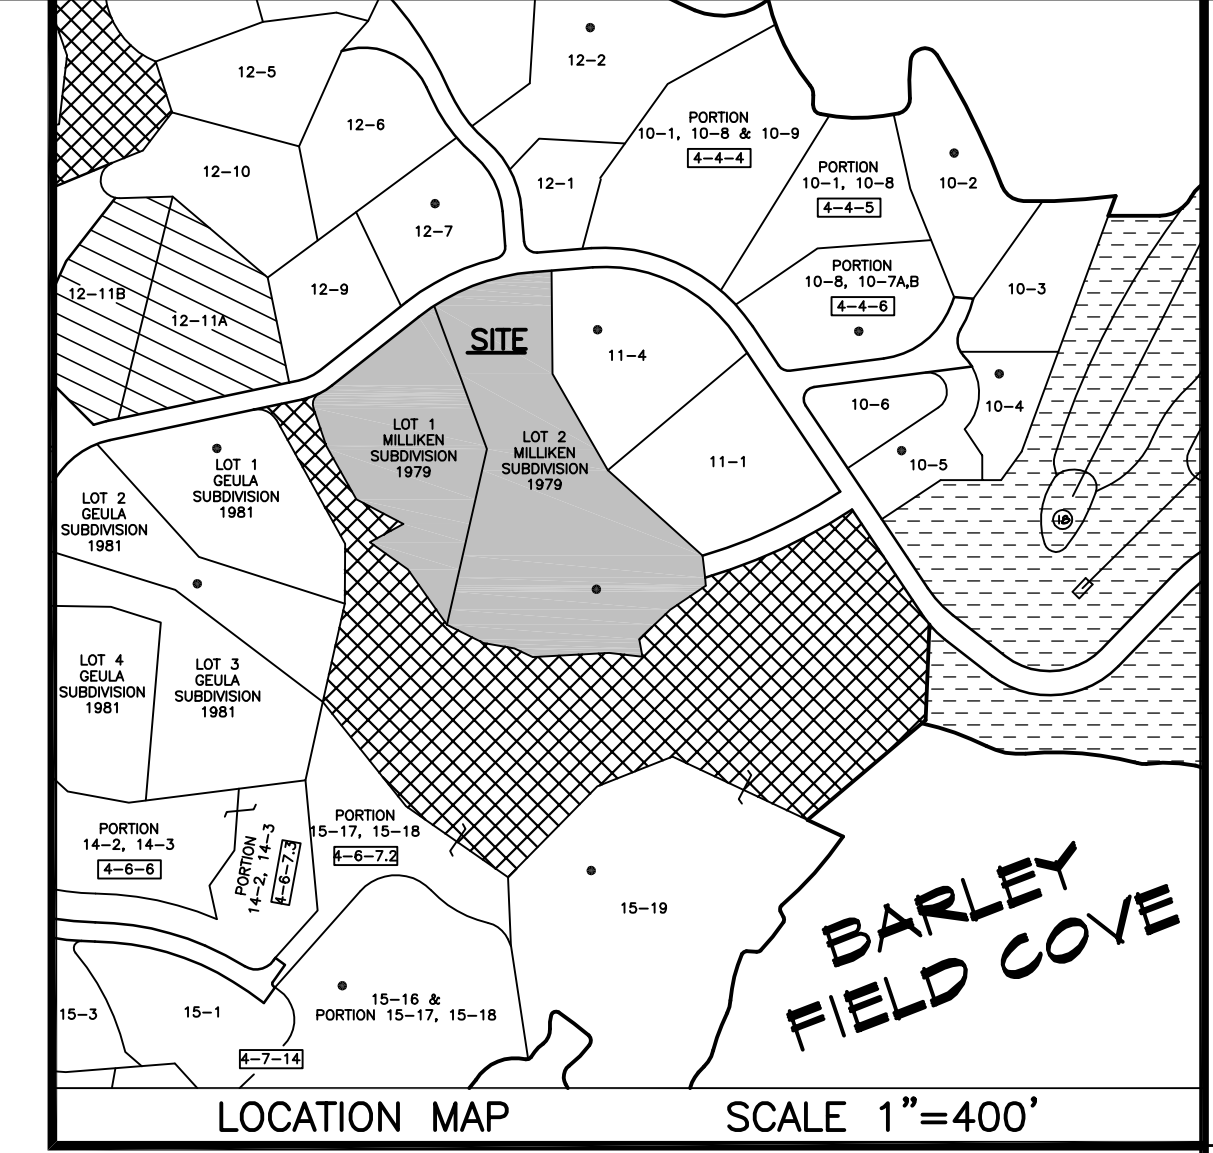 12-5
12-2
12-6
PORTION
10-1, 10-8 & 10-9
4-4-4
12-10
12-1
PORTION
10-1, 10-8
4-4-5
10-2
12-7
PORTION
10-8, 10-7A,B
4-4-6
12-9
10-3
12-11B
12-11A
SITE
11-4
10-6
10-4
LOT 1
MILLIKEN
SUBDIVISION
1979
LOT 2
MILLIKEN
SUBDIVISION
1979
11-1
10-5
LOT 1
GEULA
SUBDIVISION
1981
LOT 2
GEULA
SUBDIVISION
1981
18
LOT 4
GEULA
SUBDIVISION
1981
LOT 3
GEULA
SUBDIVISION
1981
PORTION
14-2, 14-3
4-6-6
PORTION
14-2, 14-3
4-6-7.3
PORTION
15-17, 15-18
4-6-7.2
15-19
BARLEY
FIELD COVE
15-3
15-1
15-16 &
PORTION 15-17, 15-18
4-7-14
LOCATION MAP
SCALE 1"=400'